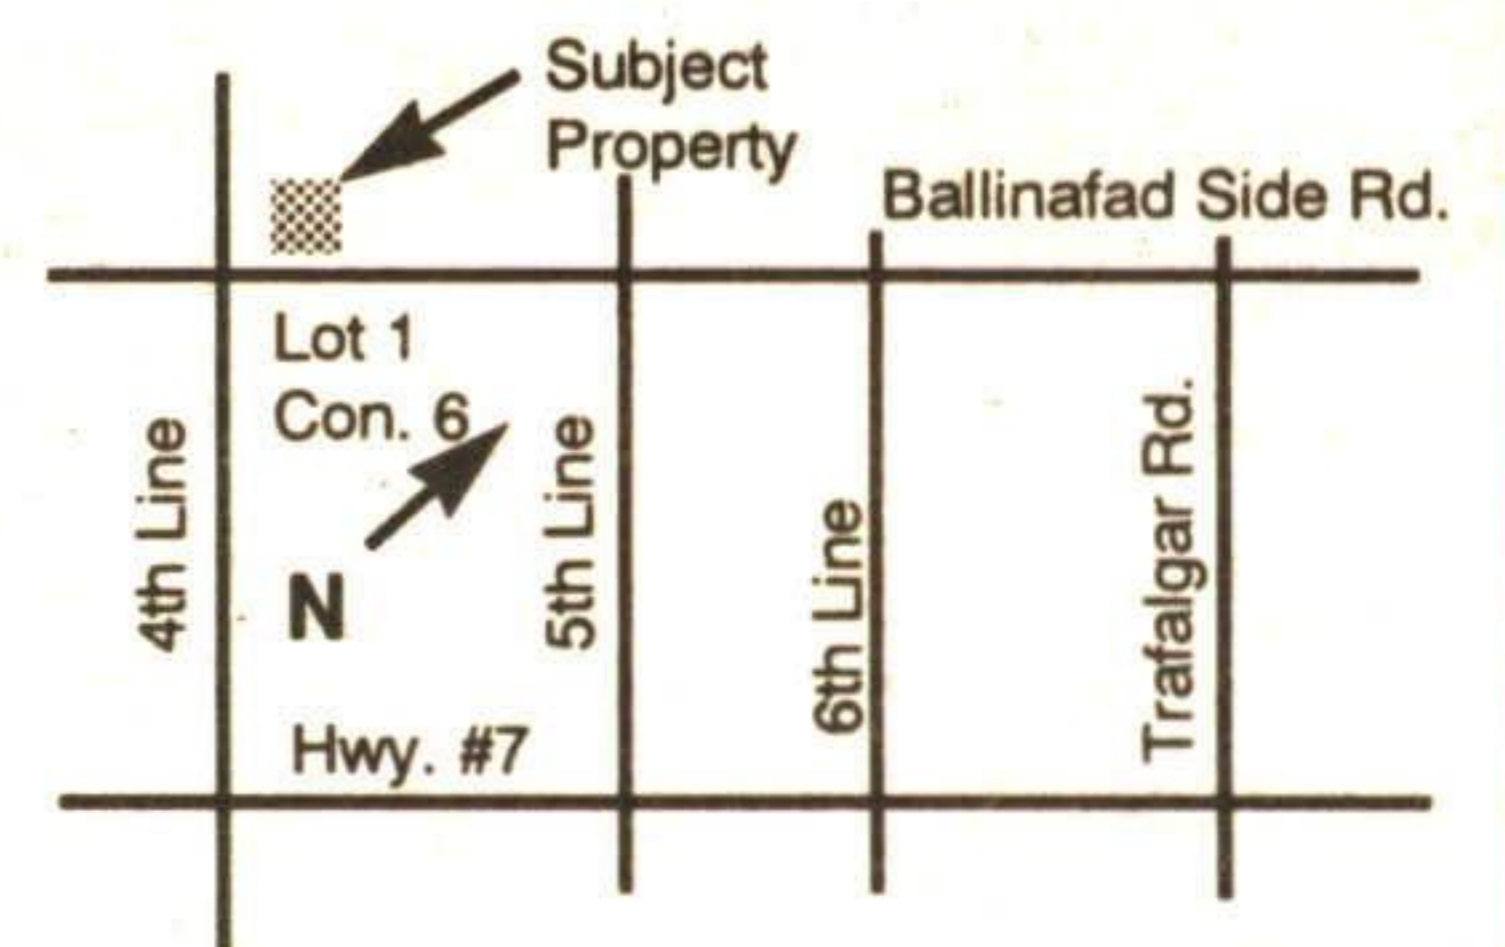 Subject
Property
Ballinafad Side Rd.
Lot 1
Con. 6
4th Line
5th Line
6th Line
Trafalgar Rd.
N
Hwy. #7